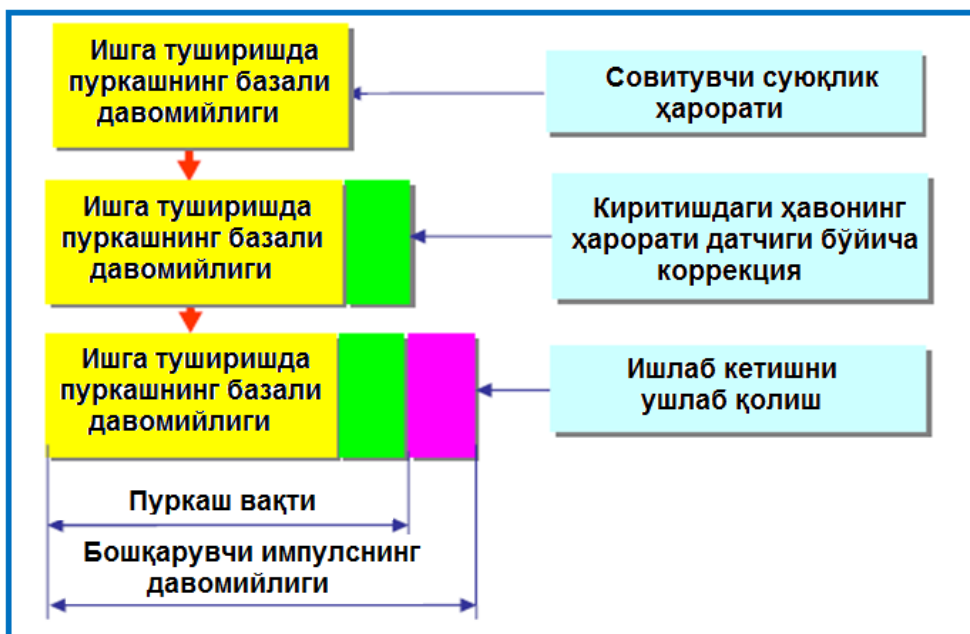 Ишга туширишда
пуркашнинг базали
давомийлиги
Совитувчи суюқлик
ҳарорати
Ишга туширишда
пуркашнинг базали
давомийлиги
Киритишдаги ҳавонинг
ҳарорати датчиги бўйича
коррекция
Ишга туширишда
пуркашнинг базали
давомийлиги
Ишлаб кетишни
ушлаб қолиш
Пуркаш вақти
Бошқарувчи импулснинг
давомийлиги